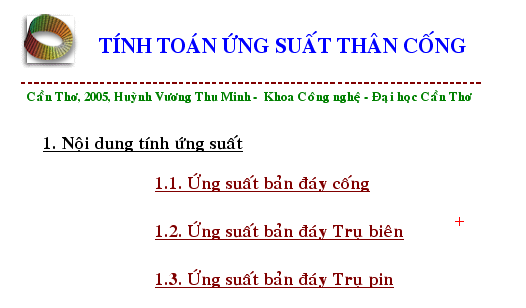 TÍNH TOÁN ỨNG SUẤT THÂN CỐNG
Cần Thơ, 2005, Huỳnh Vương Thu Minh - Khoa Công nghệ - Đại học Cần Thơ
1. Nội dung tính ứng suất
1.1. Ứng suất bản đáy cống
1.2. Ứng suất bản đáy Trụ biên
1.3. Ứng suất bản đáy Trụ pin